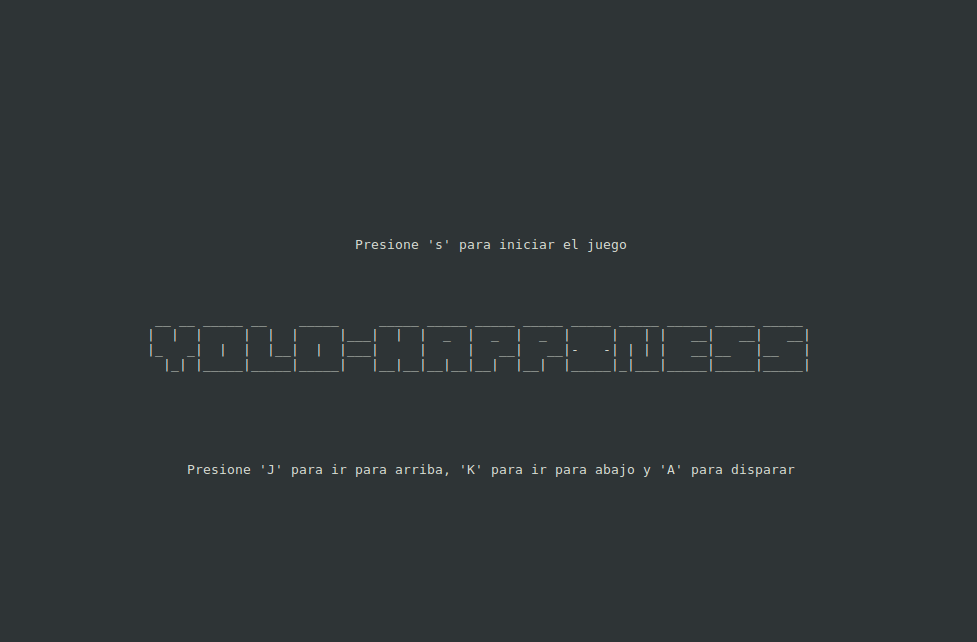 Presione 's' para iniciar el juego
YOLO-HAPPINESS
Presione 'J' para ir para arriba, 'K' para ir para abajo y 'A' para disparar